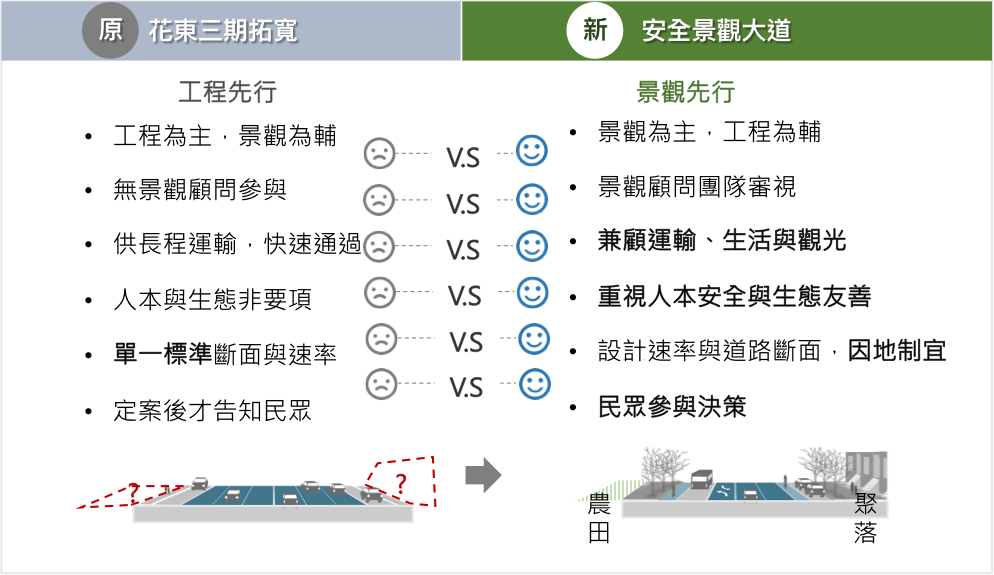 原 花東三期拓寬
新 安全景觀大道
工程先行
景觀先行
• 工程為主，景觀為輔
V.S
• 景觀為主，工程為輔
• 無景觀顧問參與
V.S
• 景觀顧問團隊審視
• 供長程運輸，快速通過
V.S
• 兼顧運輸、生活與觀光
• 人本與生態非要項
V.S
• 重視人本安全與生態友善
• 單一標準斷面與速率
V.S
• 設計速率與道路斷面，因地制宜
• 定案後才告知民眾
V.S
• 民眾參與決策
?
?
農田
聚落